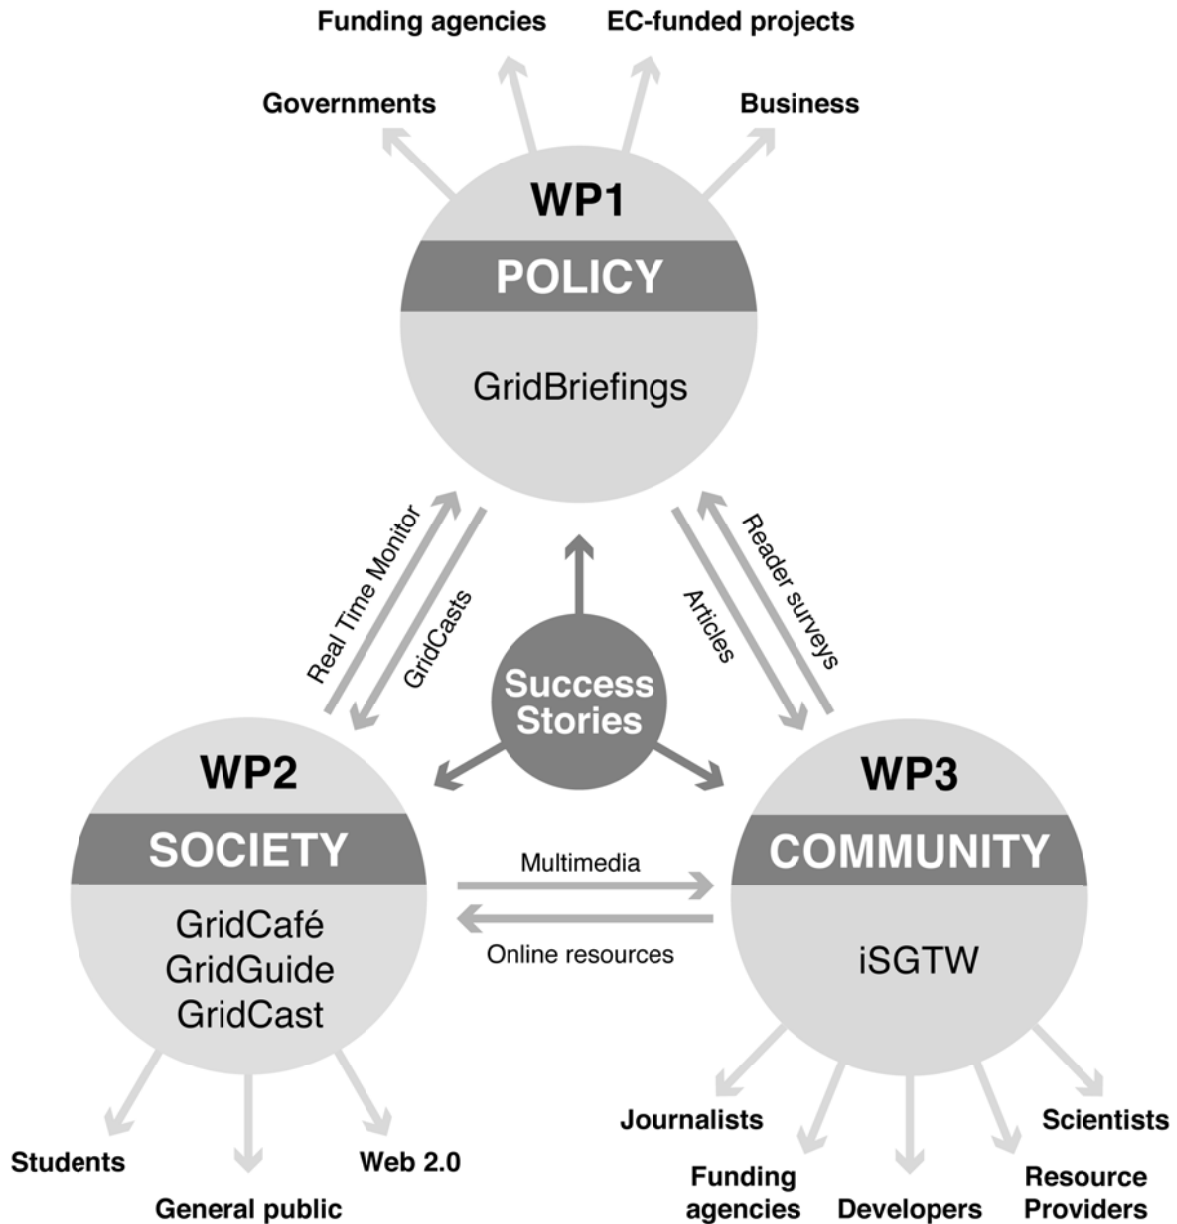 Funding agencies
EC-funded projects
Governments
Business
WP1
POLICY
GridBriefings
Real Time Monitor
GridCasts
Articles
Reader surveys
Success
Stories
WP2
SOCIETY
GridCafé
GridGuide
GridCast
Multimedia
Online resources
WP3
COMMUNITY
iSGTW
Students
General public
Web 2.0
Journalists
Funding
agencies
Developers
Resource
Providers
Scientists